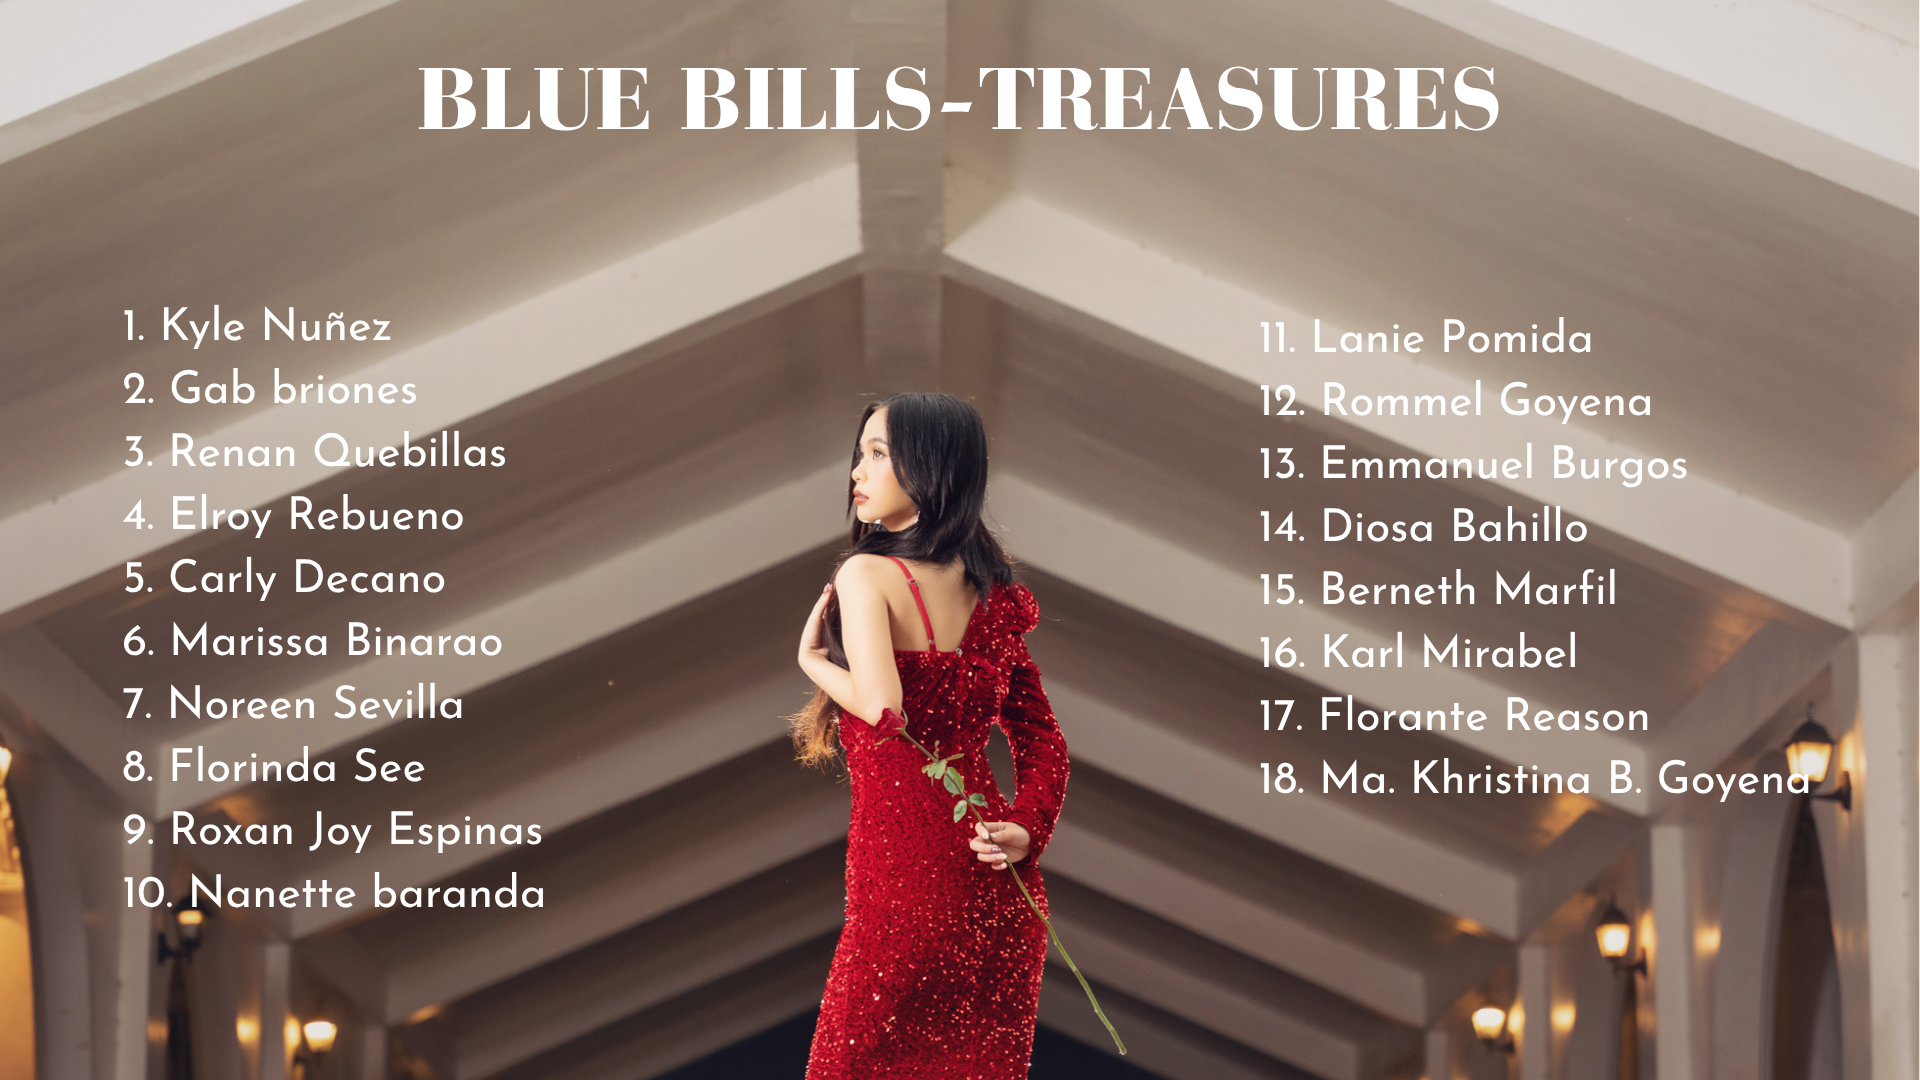 BLUE BILLS-TREASURES
1. Kyle Nuñez
2. Gab briones
3. Renan Quebillas
4. Elroy Rebueno
5. Carly Decano
6. Marissa Binarao
7. Noreen Sevilla
8. Florinda See
9. Roxan Joy Espinas
10. Nanette baranda
11. Lanie Pomida
12. Rommel Goyena
13. Emmanuel Burgos
14. Diosa Bahillo
15. Berneth Marfil
16. Karl Mirabel
17. Florante Reason
18. Ma. Khristina B. Goyena